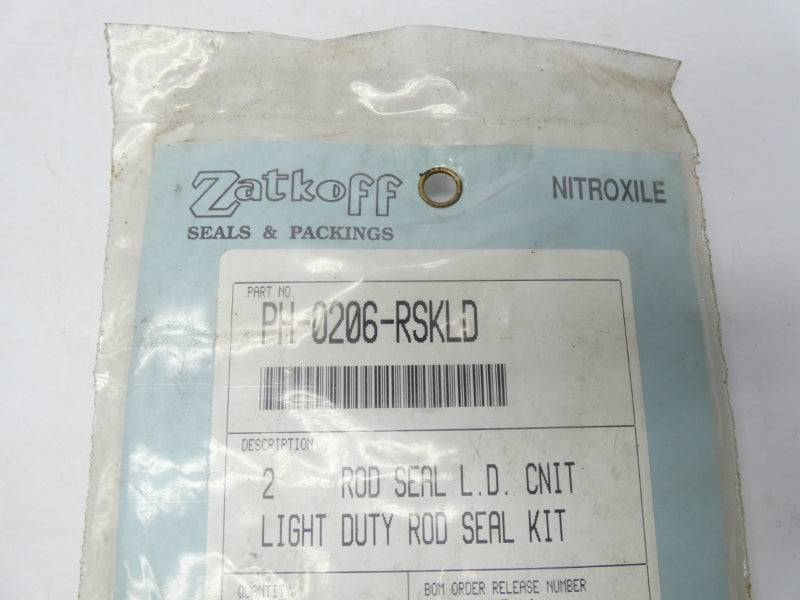 Zatkoff
SEALS & PACKINGS
NITROXILE
PART NO.
PH-0206-RSKLD
DESCRIPTION
2 ROD SEAL L.D. CNIT
LIGHT DUTY ROD SEAL KIT
QUANTITY
BOM ORDER RELEASE NUMBER